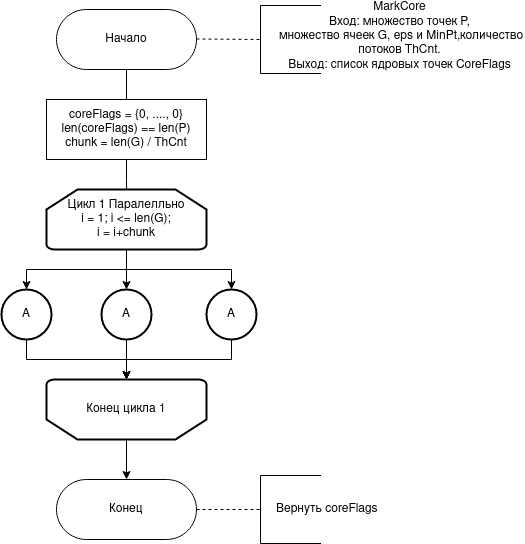 MarkCore
Вход: множество точек P,
множество ячеек G, eps и MinPt,количество
потоков ThCnt.
Выход: список ядровых точек CoreFlags
Начало
coreFlags = {0, ...., 0}
len(coreFlags) == len(P)
chunk = len(G) / ThCnt
Цикл 1 Паралелльно
i = 1; i <= len(G);
i = i+chunk
A
A
A
Конец цикла 1
Конец
Вернуть coreFlags